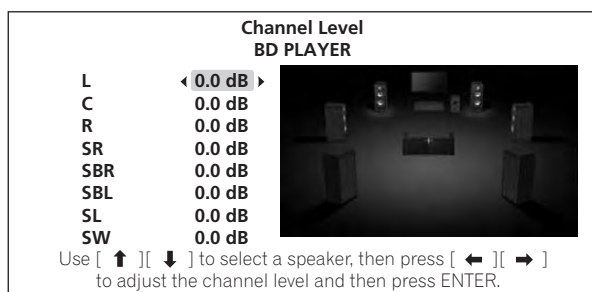 Channel Level
BD PLAYER
L 0.0 dB
C 0.0 dB
R 0.0 dB
SR 0.0 dB
SBR 0.0 dB
SBL 0.0 dB
SL 0.0 dB
SW 0.0 dB
Use [ ↑ ][ ↓ ] to select a speaker, then press [ ← ][ → ]
to adjust the channel level and then press ENTER.